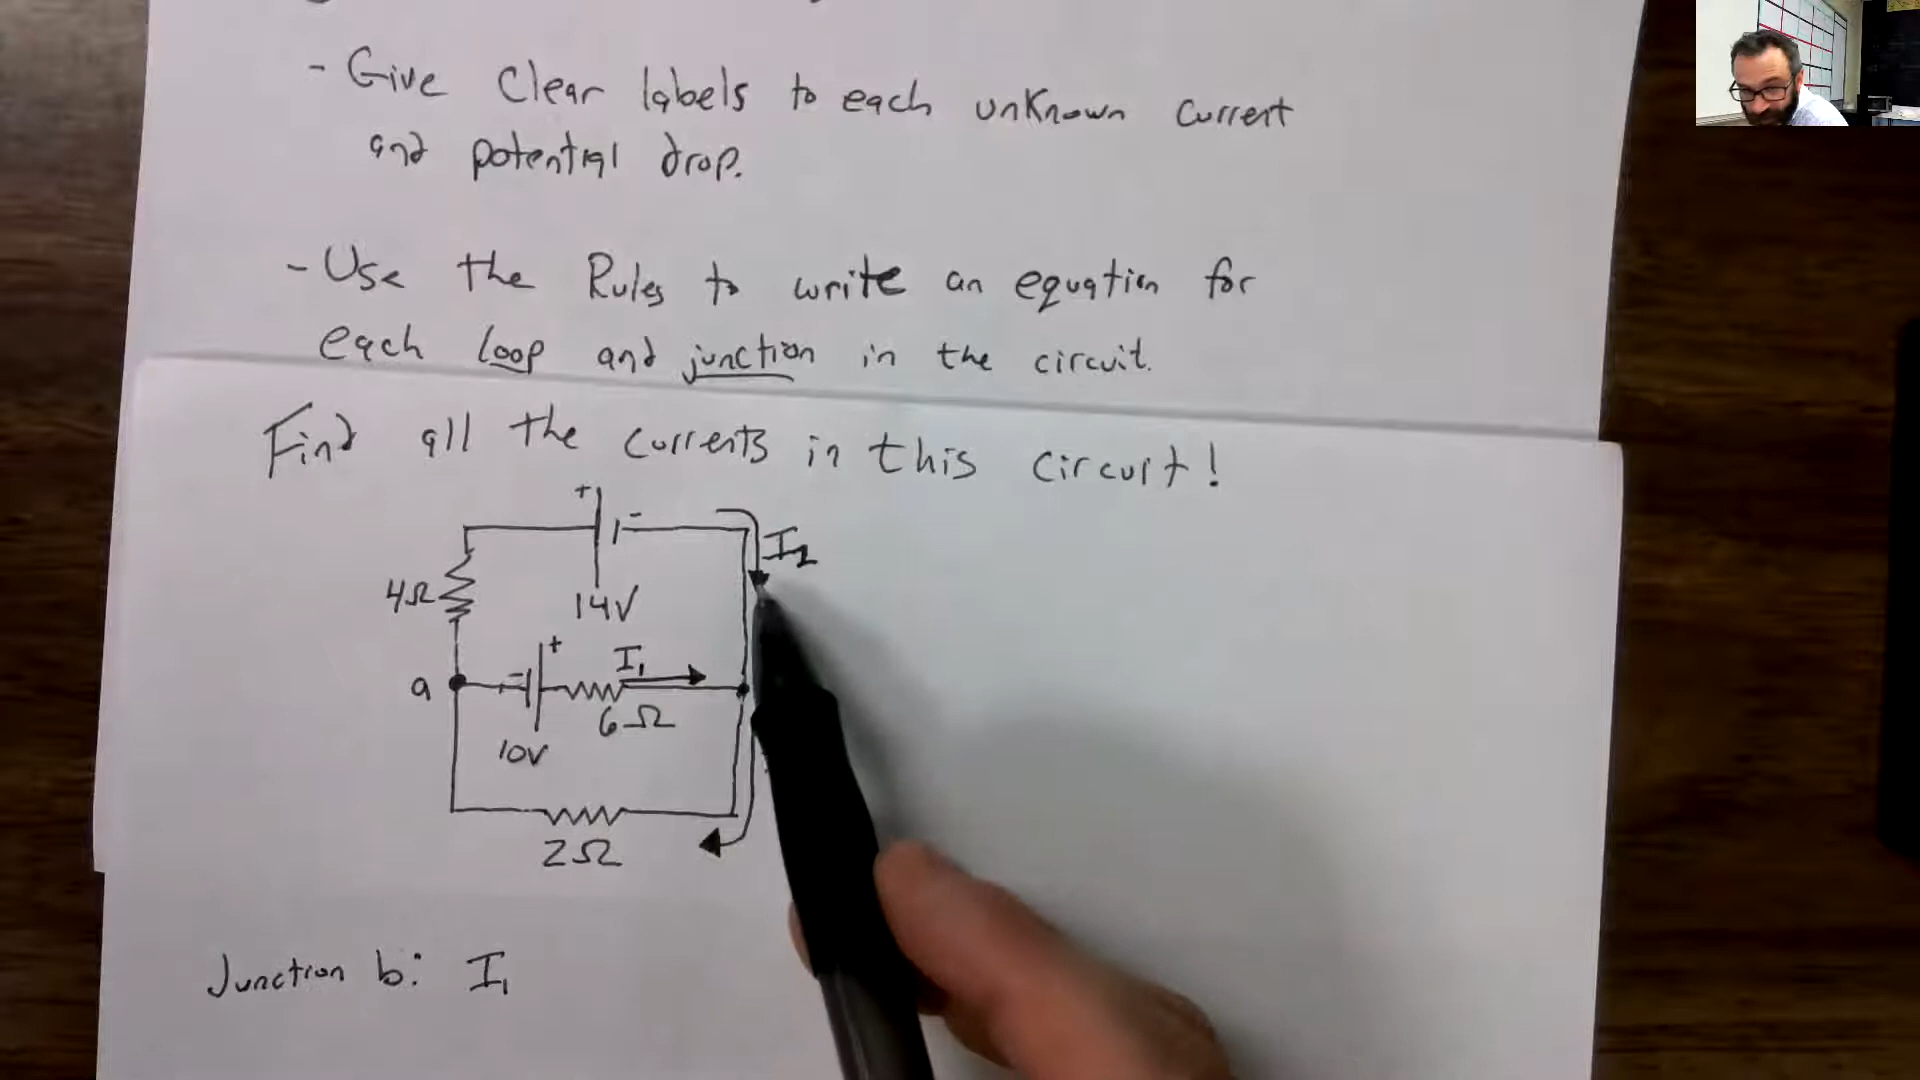 - Give clear labels to each unknown current
and potential drop.
- Use the Rules to write an equation for
each loop and junction in the circuit.
Find all the currents in this circuit!
+ -
I₂
4Ω
14V
+
I₁
-
a
6Ω
10V
2Ω
Junction b: I₁